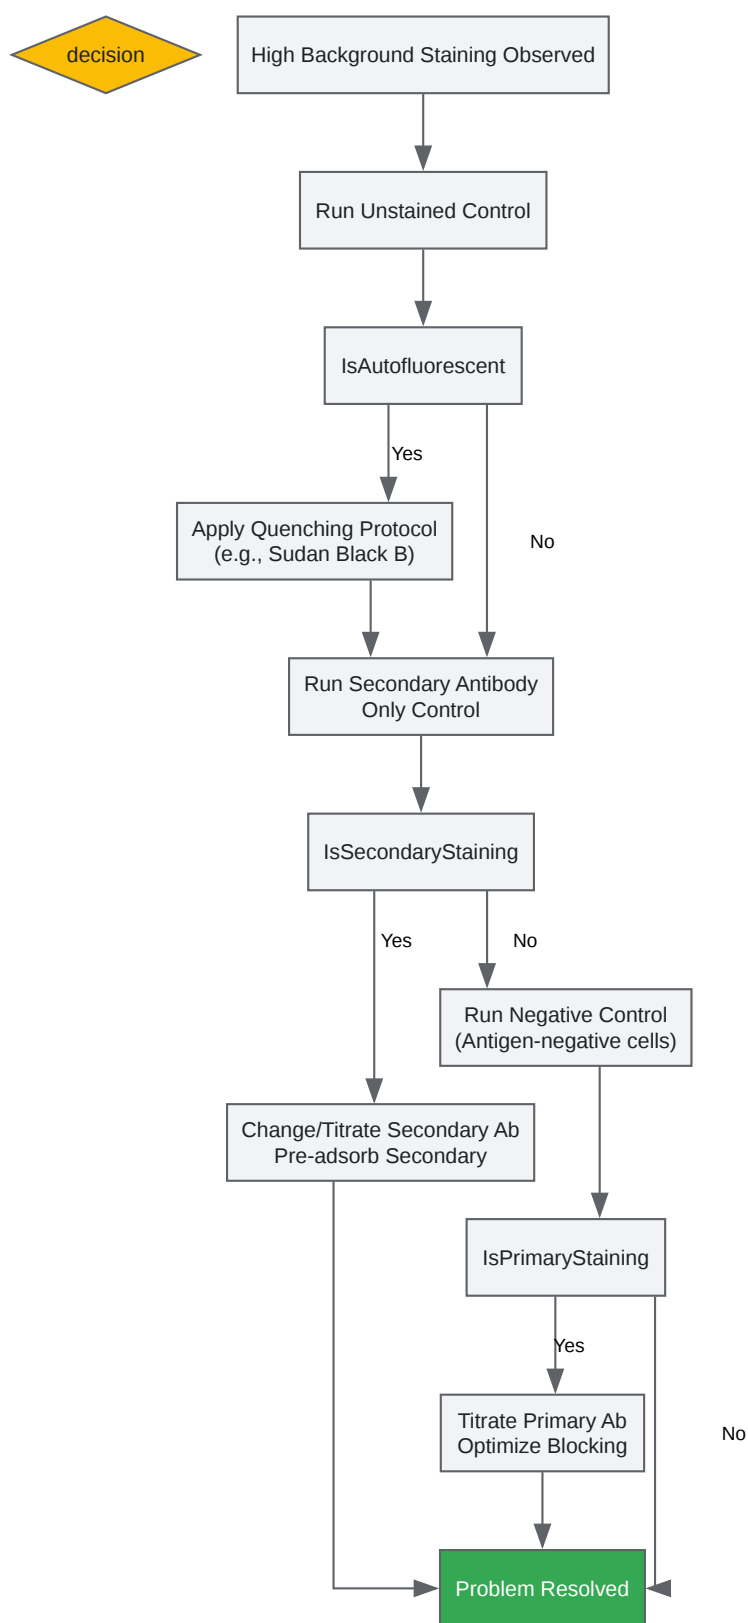 decision
High Background Staining Observed
Run Unstained Control
IsAutofluorescent
Yes
Apply Quenching Protocol
(e.g., Sudan Black B)
No
Run Secondary Antibody
Only Control
IsSecondaryStaining
Yes
No
Run Negative Control
(Antigen-negative cells)
Change/Titrate Secondary Ab
Pre-adsorb Secondary
IsPrimaryStaining
Yes
Titrate Primary Ab
Optimize Blocking
No
Problem Resolved